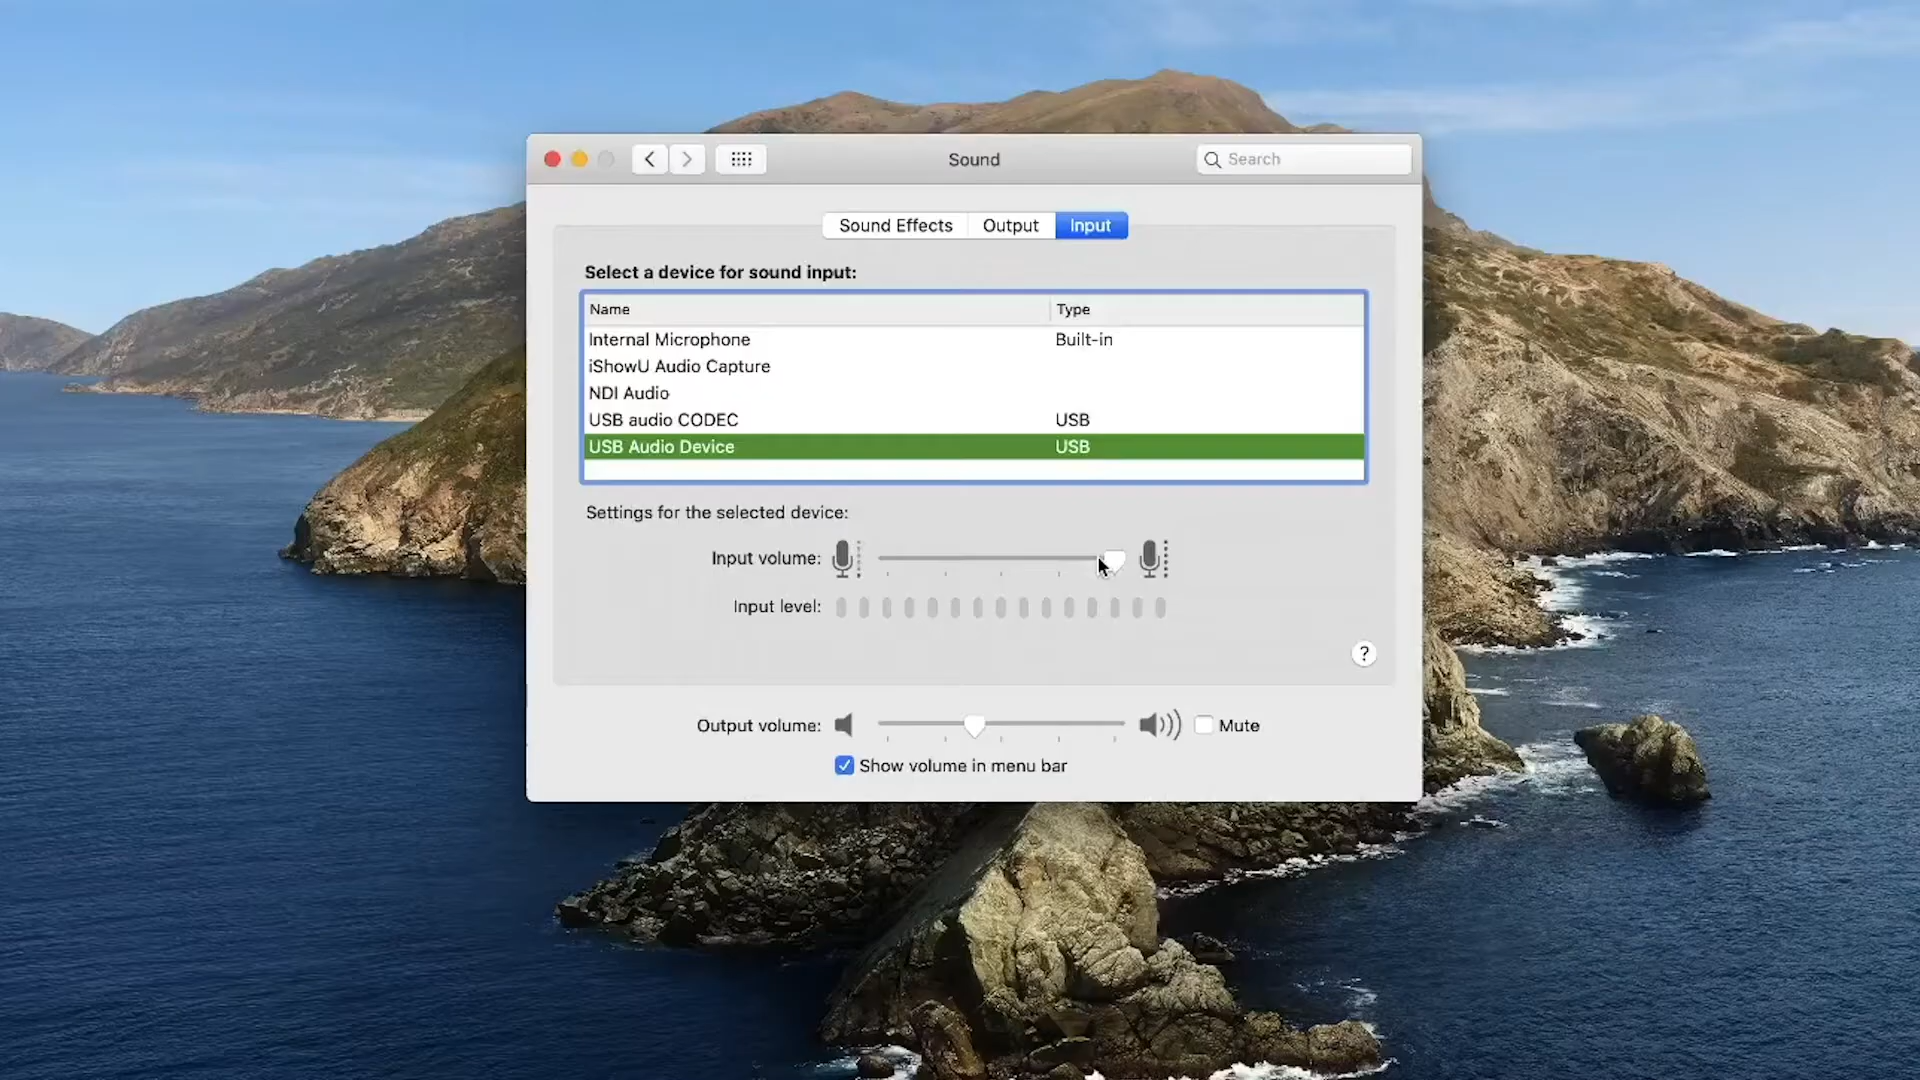 Sound
Search
Sound Effects Output Input
Select a device for sound input:
Name Type
Internal Microphone Built-in
iShowU Audio Capture
NDI Audio
USB audio CODEC USB
USB Audio Device USB
Settings for the selected device:
Input volume:
Input level:
?
Output volume: Mute
Show volume in menu bar